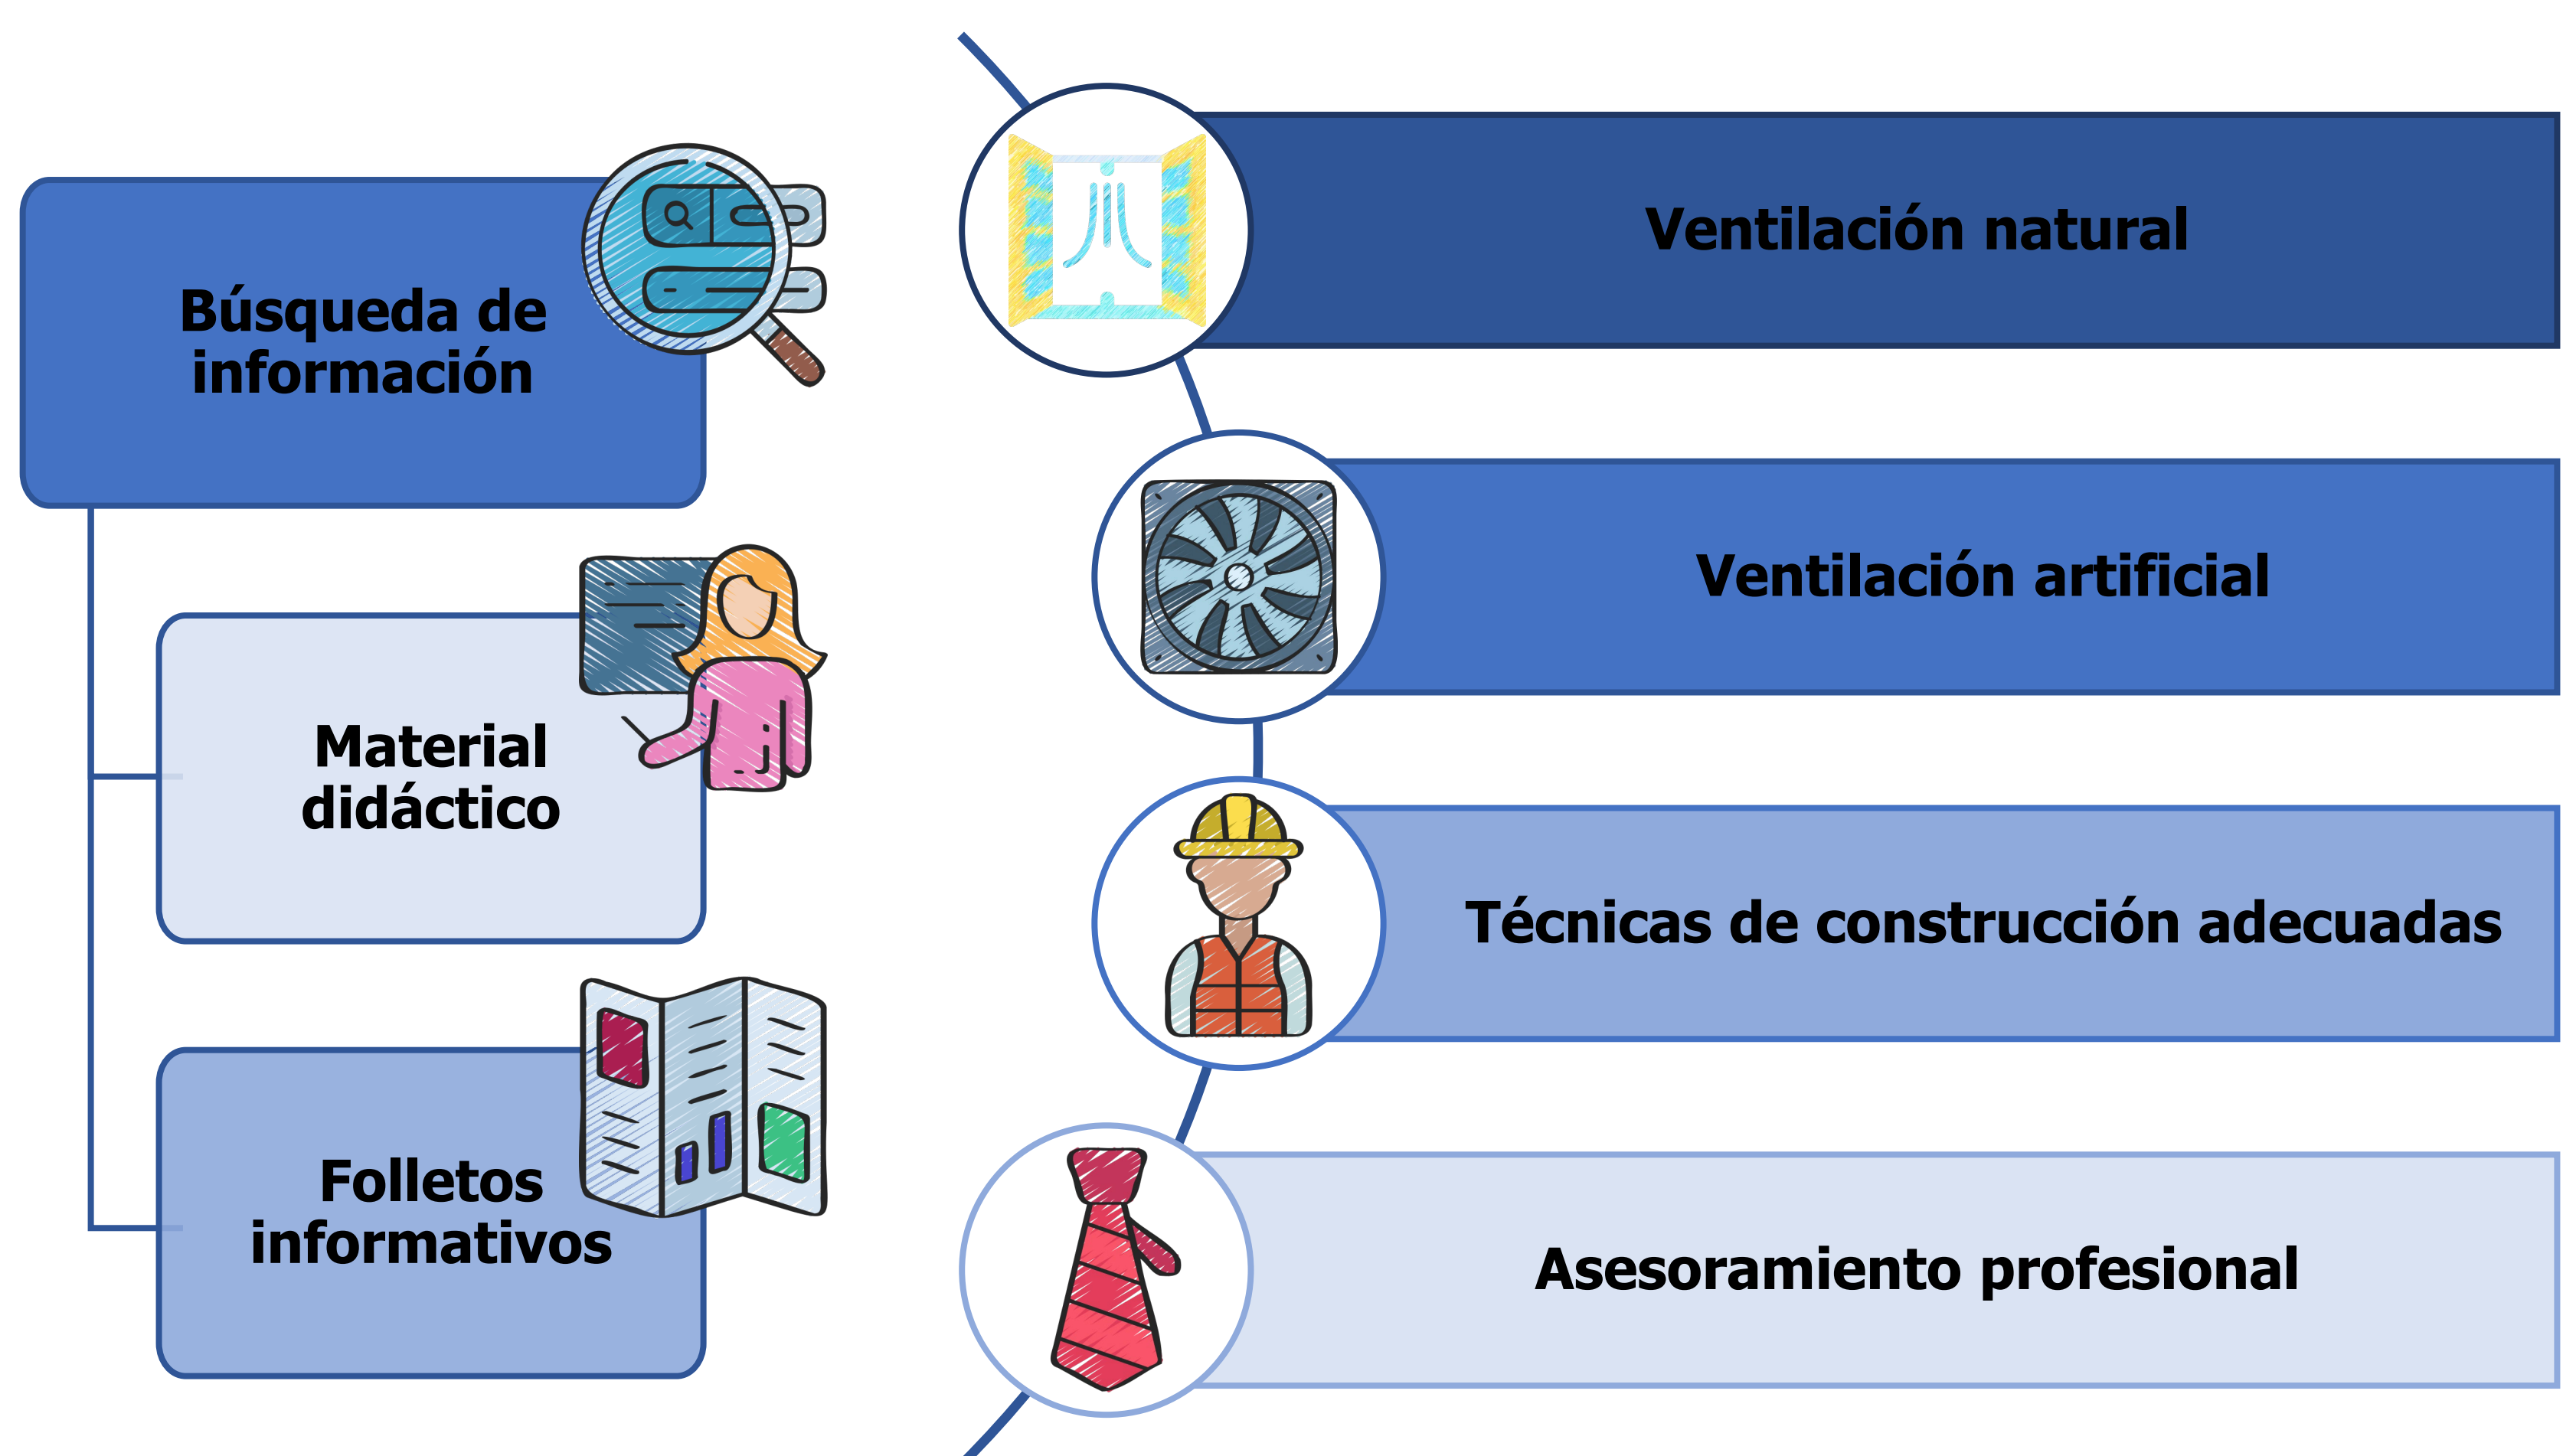 Búsqueda de
información
Material
didáctico
Folletos
informativos
Ventilación natural
Ventilación artificial
Técnicas de construcción adecuadas
Asesoramiento profesional